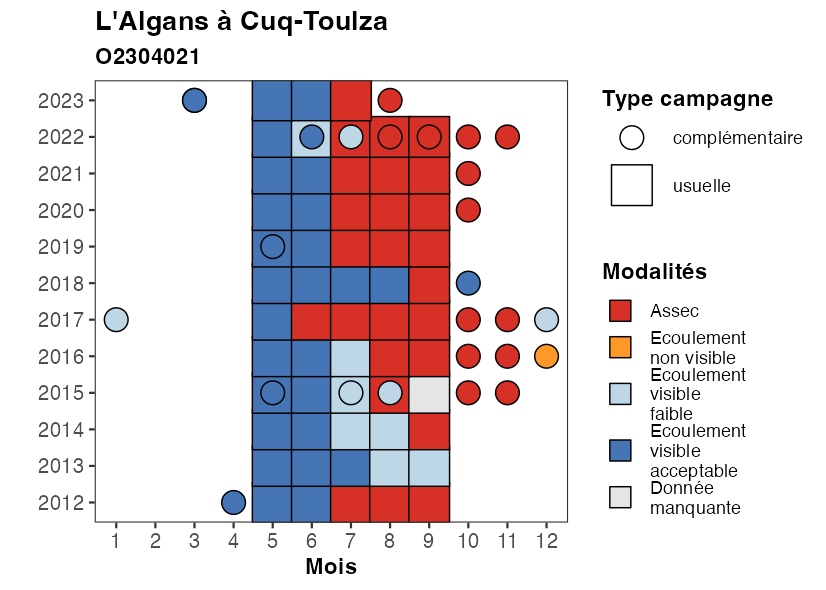 L'Algans à Cuq-Toulza
O2304021
2023
2022
2021
2020
2019
2018
2017
2016
2015
2014
2013
2012
1 2 3 4 5 6 7 8 9 10 11 12
Mois
Type campagne
complémentaire
usuelle
Modalités
Assec
Ecoulement
non visible
Ecoulement
visible
faible
Ecoulement
visible
acceptable
Donnée
manquante